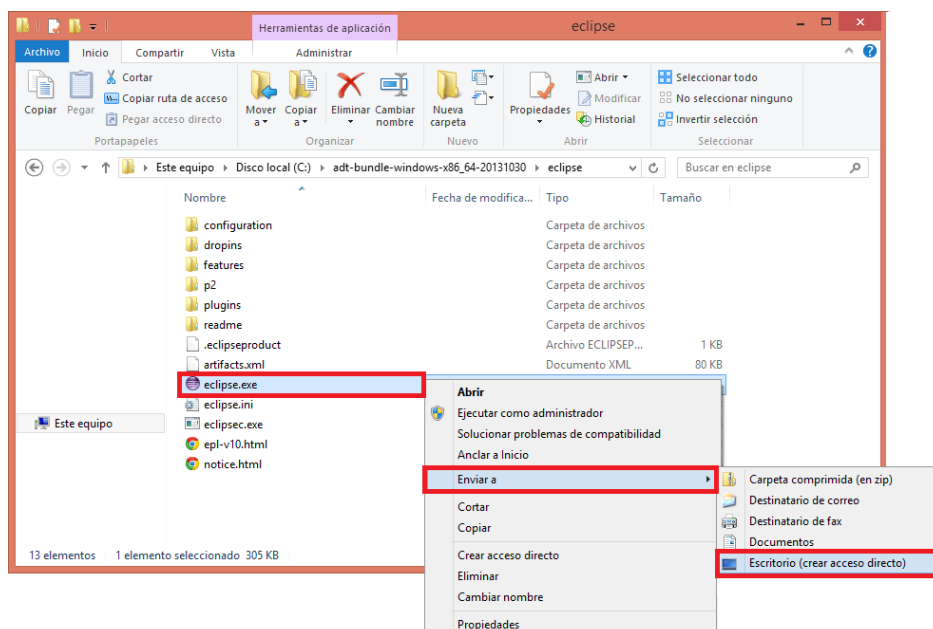 Herramientas de aplicación
eclipse
Archivo Inicio Compartir Vista Administrar
Copiar
Pegar
Cortar
Copiar ruta de acceso
Pegar acceso directo
Portapapeles
Mover a
Copiar a
Eliminar
Cambiar nombre
Organizar
Nueva carpeta
Nuevo
Propiedades
Abrir
Modificar
Historial
Abrir
Seleccionar todo
No seleccionar ninguno
Invertir selección
Seleccionar
Este equipo Disco local (C:) adt-bundle-windows-x86_64-20131030 eclipse
Buscar en eclipse
Nombre Fecha de modifica... Tipo Tamaño
configuration Carpeta de archivos
dropins Carpeta de archivos
features Carpeta de archivos
p2 Carpeta de archivos
plugins Carpeta de archivos
readme Carpeta de archivos
.eclipseproduct Archivo ECLIPSEP... 1 KB
artifacts.xml Documento XML 80 KB
eclipse.exe
eclipse.ini
eclipsec.exe
epl-v10.html
notice.html
Este equipo
13 elementos 1 elemento seleccionado 305 KB
Abrir
Ejecutar como administrador
Solucionar problemas de compatibilidad
Anclar a Inicio
Enviar a
Cortar
Copiar
Crear acceso directo
Eliminar
Cambiar nombre
Propiedades
Carpeta comprimida (en zip)
Destinatario de correo
Destinatario de fax
Documentos
Escritorio (crear acceso directo)